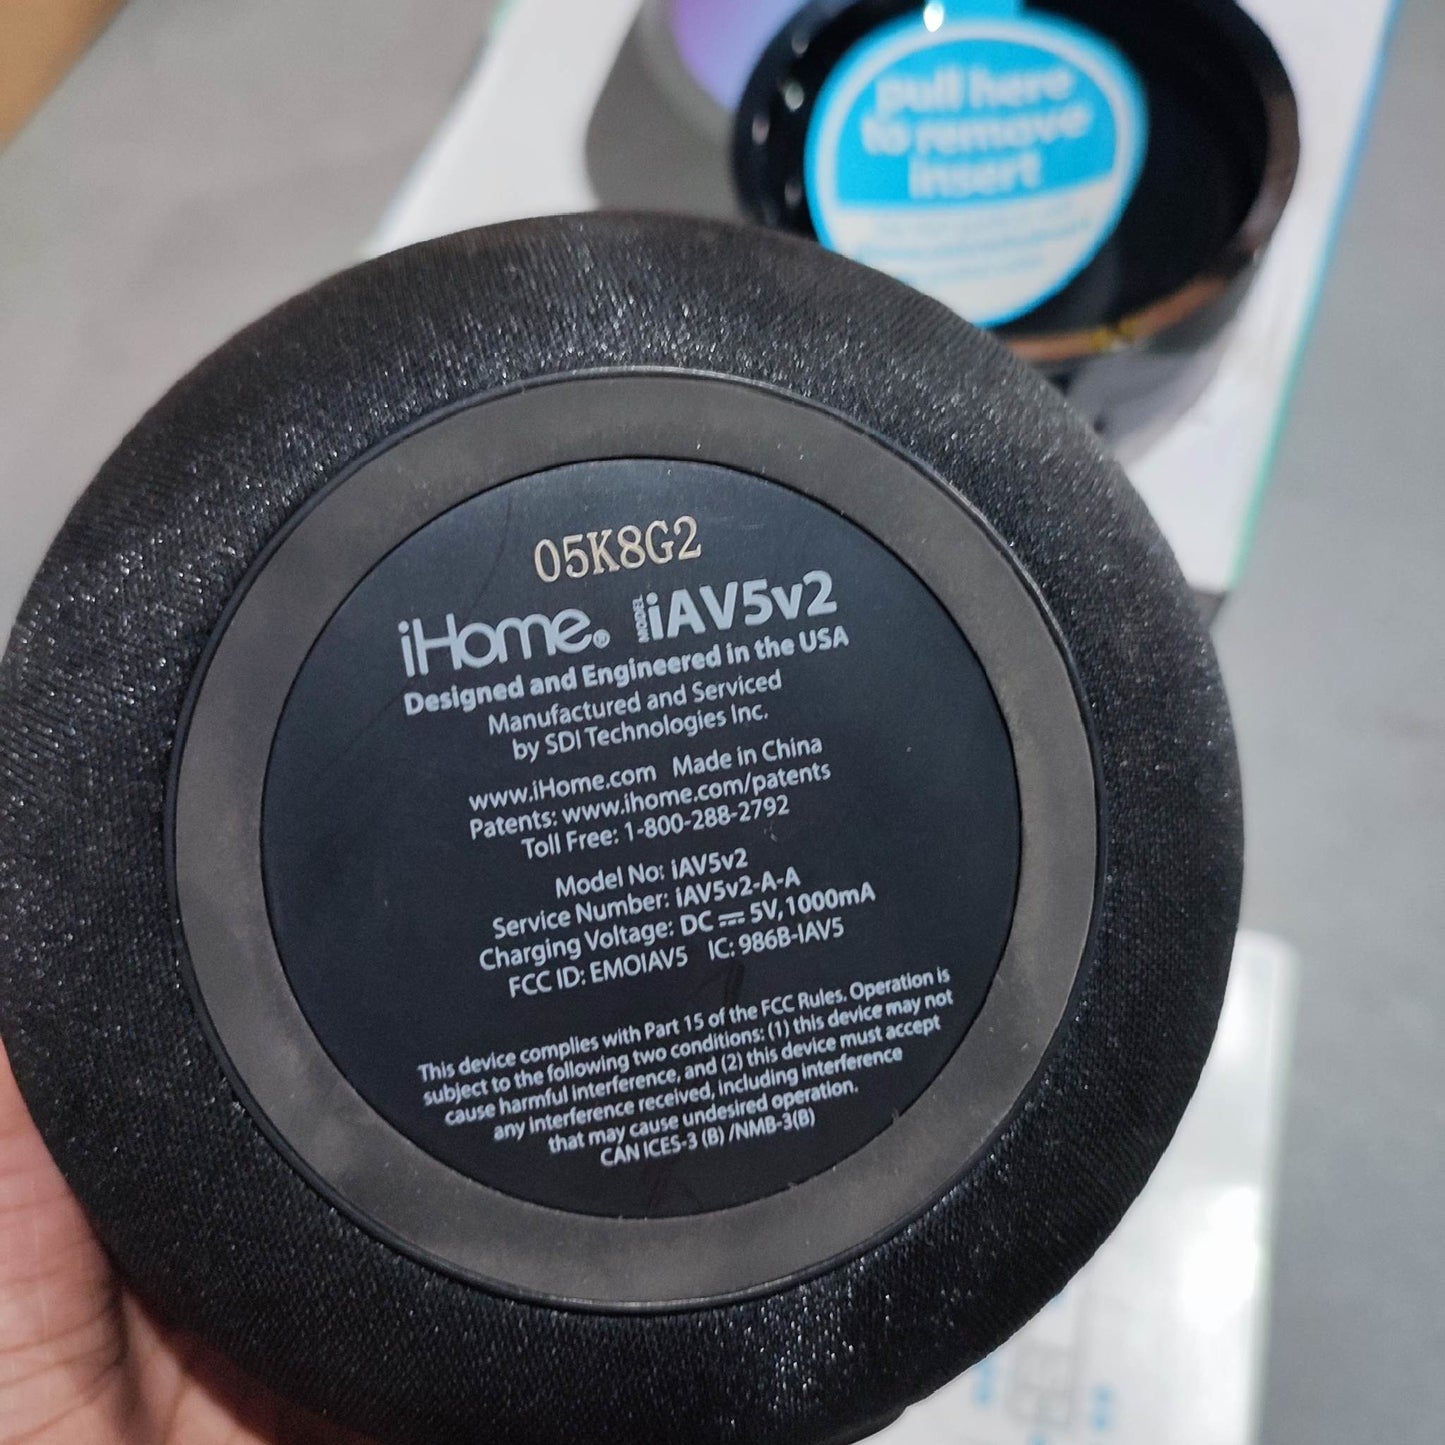 pull here
to remove
insert
05K8G2
iHome® MODEL iAV5v2
Designed and Engineered in the USA
Manufactured and Serviced
by SDI Technologies Inc.
www.iHome.com Made in China
Patents: www.ihome.com/patents
Toll Free: 1-800-288-2792
Model No: iAV5v2
Service Number: iAV5v2-A-A
Charging Voltage: DC ⎓ 5V, 1000mA
FCC ID: EMOIAV5 IC: 986B-IAV5
This device complies with Part 15 of the FCC Rules. Operation is
subject to the following two conditions: (1) this device may not
cause harmful interference, and (2) this device must accept
any interference received, including interference
that may cause undesired operation.
CAN ICES-3 (B) /NMB-3(B)